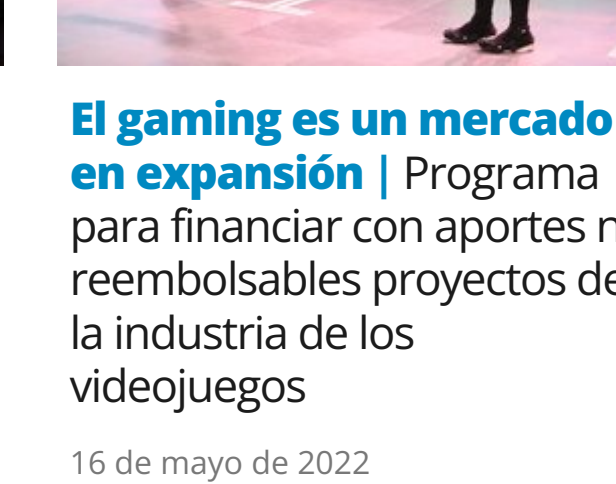 El gaming es un mercado
en expansión | Programa
para financiar con aportes
reembolsables proyectos
la industria de los
videojuegos
16 de mayo de 2022